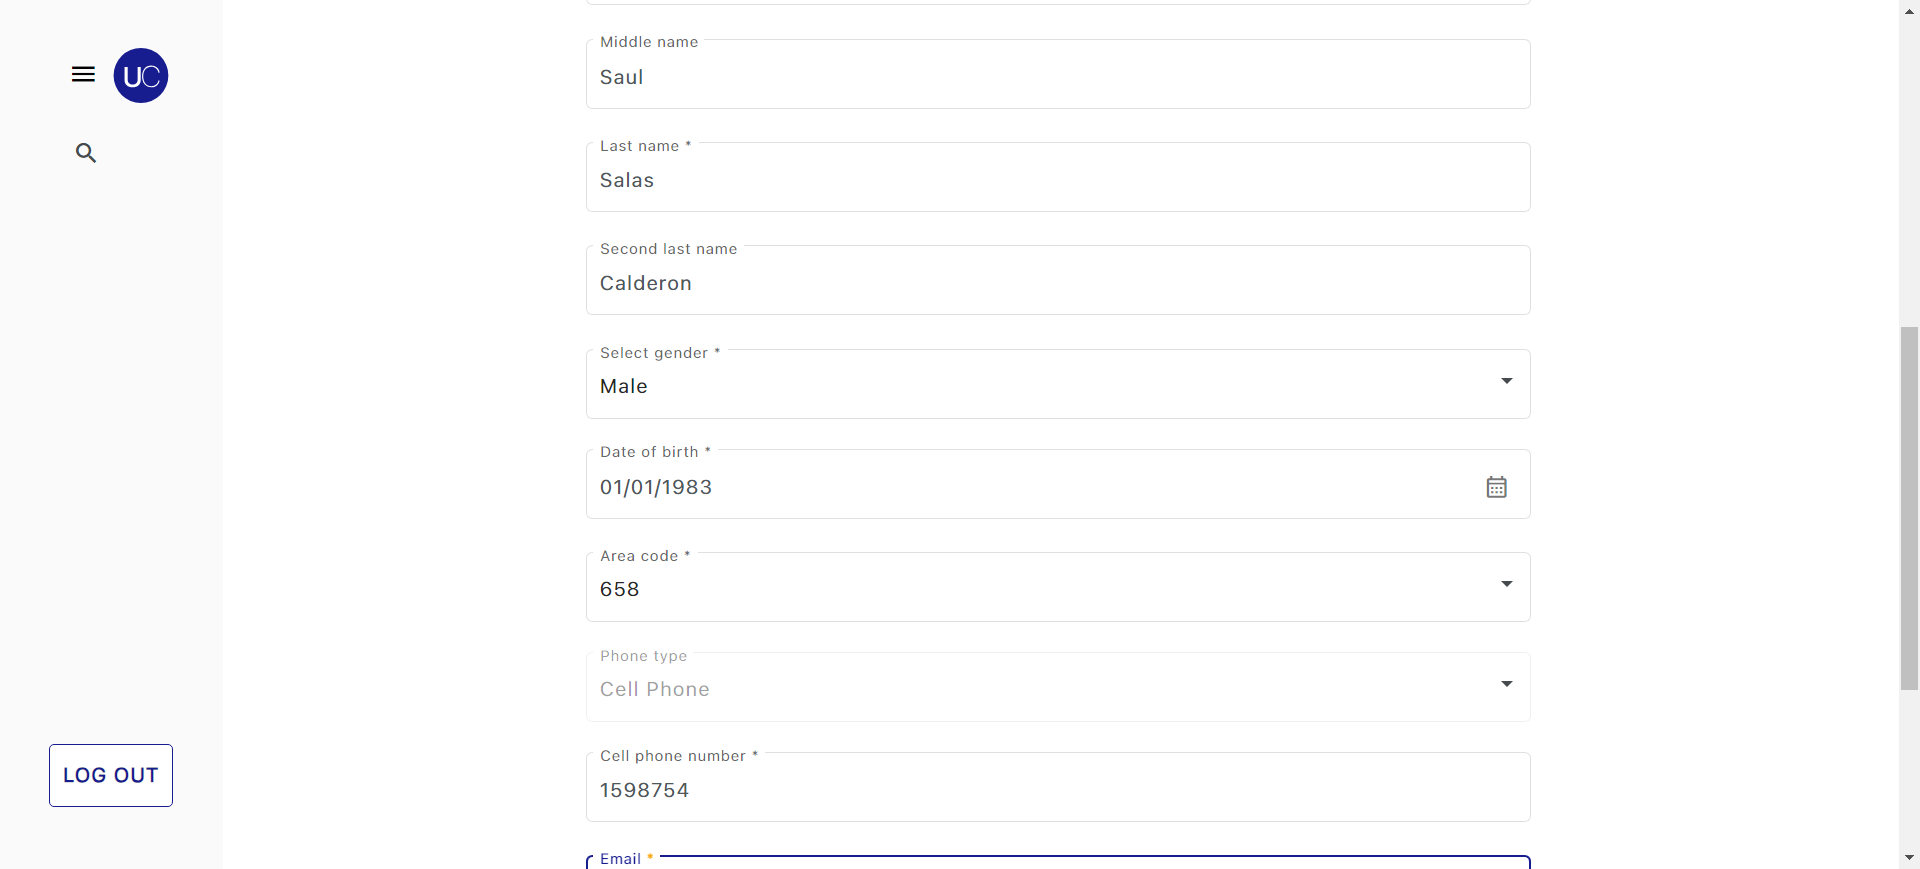 UC
Middle name
Saul
Last name *
Salas
Second last name
Calderon
Select gender *
Male
Date of birth *
01/01/1983
Area code *
658
Phone type
Cell Phone
Cell phone number *
1598754
Email *
LOG OUT